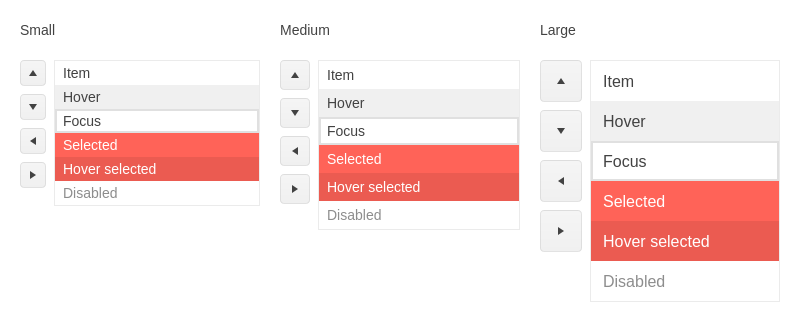 Small
Item
Hover
Focus
Selected
Hover selected
Disabled
Medium
Item
Hover
Focus
Selected
Hover selected
Disabled
Large
Item
Hover
Focus
Selected
Hover selected
Disabled